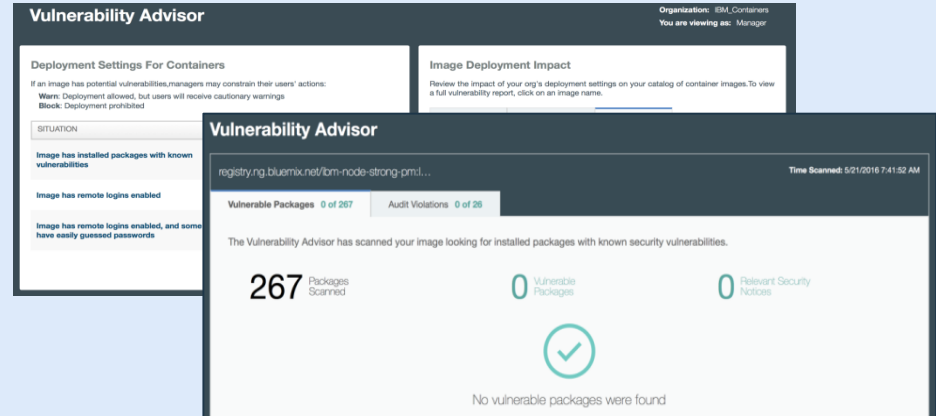 Vulnerability Advisor
Organization: IBM_Containers
You are viewing as: Manager
Deployment Settings For Containers
If an image has potential vulnerabilities,managers may constrain their users' actions:
Warn: Deployment allowed, but users will receive cautionary warnings
Block: Deployment prohibited
SITUATION
Image has installed packages with known
vulnerabilities
Image has remote logins enabled
Image has remote logins enabled, and some
have easily guessed passwords
Image Deployment Impact
Review the impact of your org's deployment settings on your catalog of container images.To view
a full vulnerability report, click on an image name.
Vulnerability Advisor
registry.ng.bluemix.net/ibm-node-strong-pm:l...
Time Scanned: 5/21/2016 7:41:52 AM
Vulnerable Packages 0 of 267
Audit Violations 0 of 26
The Vulnerability Advisor has scanned your image looking for installed packages with known security vulnerabilities.
267 Packages
Scanned
0 Vulnerable
Packages
0 Relevant Security
Notices
No vulnerable packages were found